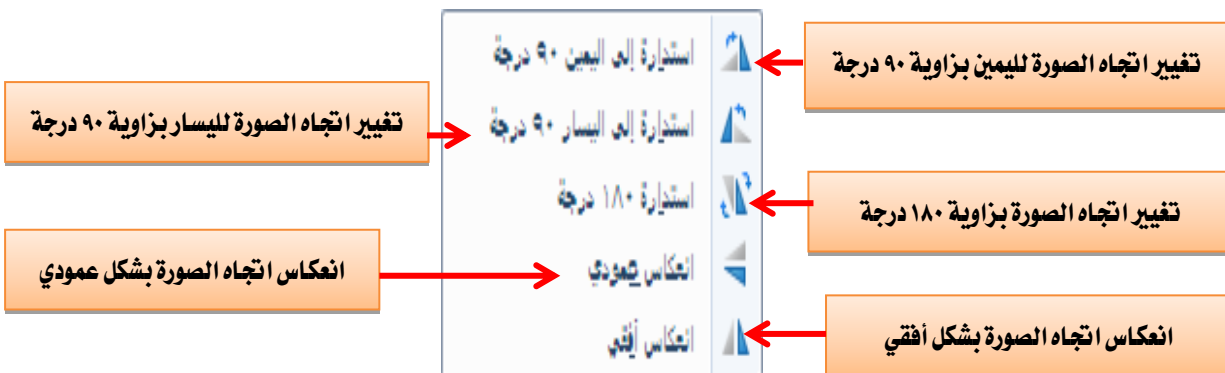 استدارة إلى اليمين ٩٠ درجة
تغيير اتجاه الصورة لليمين بزاوية ٩٠ درجة
استدارة إلى اليسار ٩٠ درجة
تغيير اتجاه الصورة لليسار بزاوية ٩٠ درجة
استدارة ١٨٠ درجة
تغيير اتجاه الصورة بزاوية ١٨٠ درجة
انعكاس عمودي
انعكاس اتجاه الصورة بشكل عمودي
انعكاس أفقي
انعكاس اتجاه الصورة بشكل أفقي